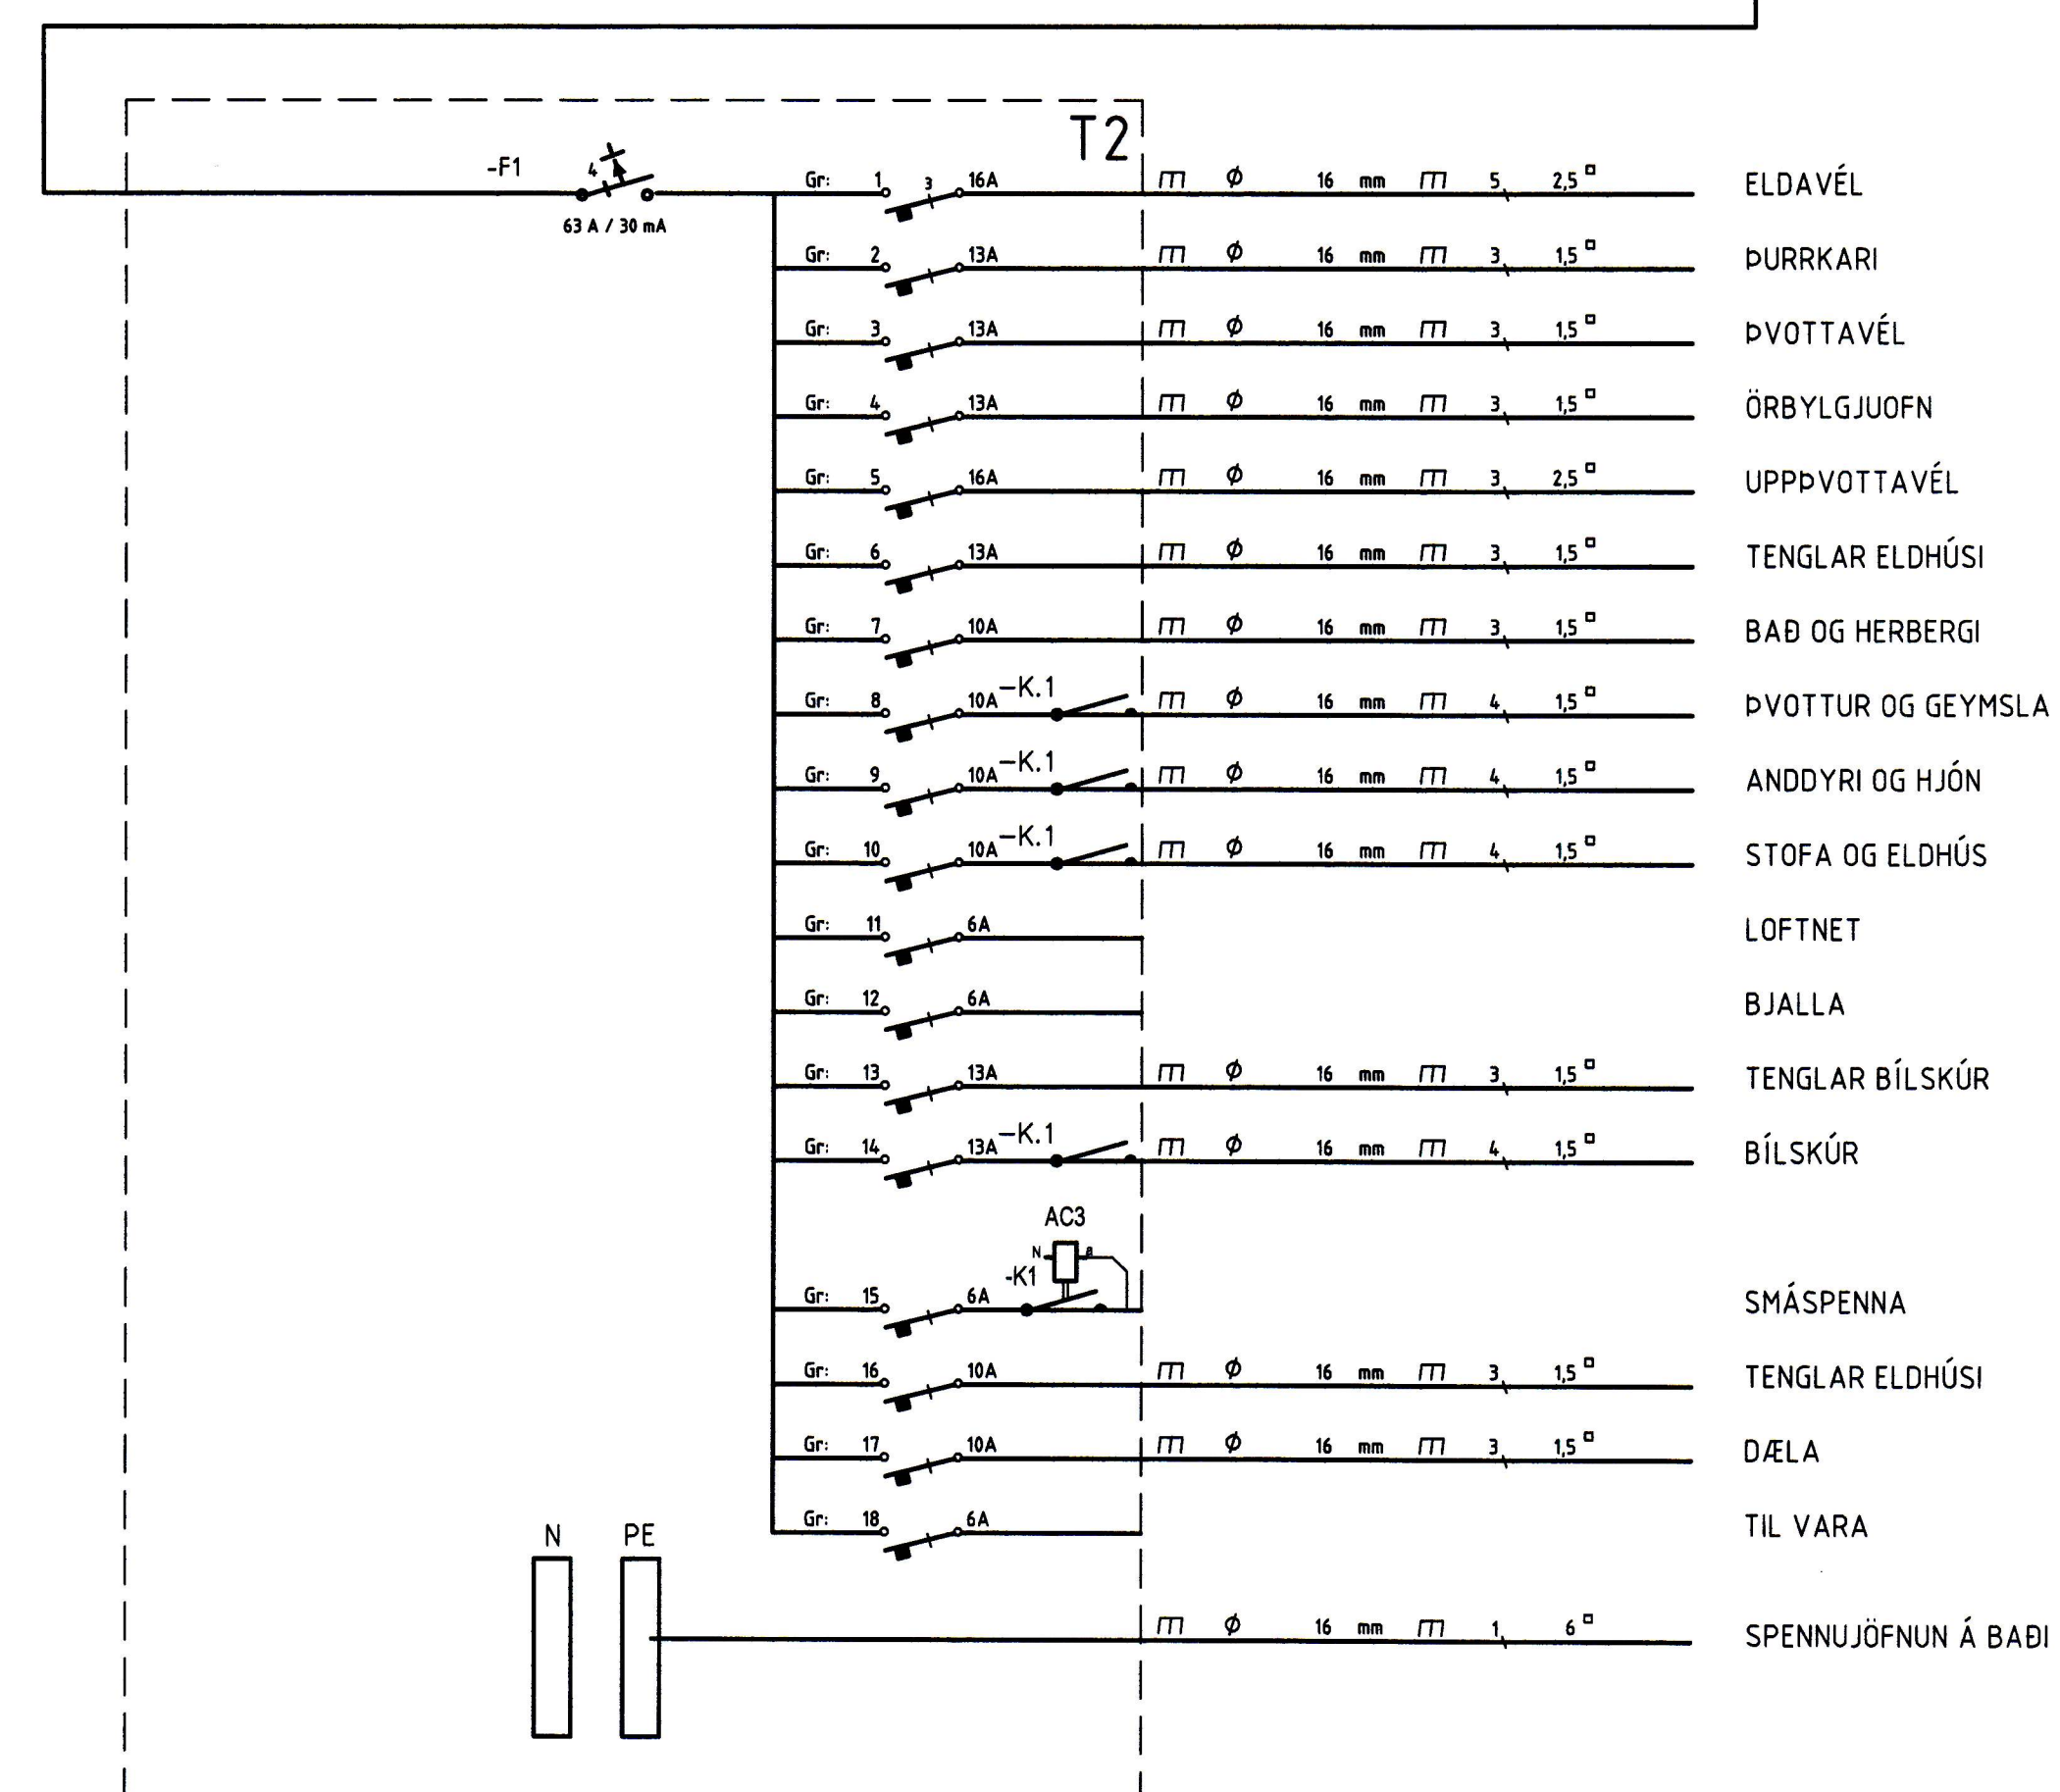 T2
-F1 4 63 A / 30 mA
Gr: 1 3 16A Ø 16 mm 5 2,5 □ ELDAVÉL
Gr: 2 13A Ø 16 mm 3 1,5 □ ÞURRKARI
Gr: 3 13A Ø 16 mm 3 1,5 □ ÞVOTTAVÉL
Gr: 4 13A Ø 16 mm 3 1,5 □ ÖRBYLGJUOFN
Gr: 5 16A Ø 16 mm 3 2,5 □ UPPÞVOTTAVÉL
Gr: 6 13A Ø 16 mm 3 1,5 □ TENGLAR ELDHÚSI
Gr: 7 10A Ø 16 mm 3 1,5 □ BAÐ OG HERBERGI
Gr: 8 10A -K.1 Ø 16 mm 4 1,5 □ ÞVOTTUR OG GEYMSLA
Gr: 9 10A -K.1 Ø 16 mm 4 1,5 □ ANDDYRI OG HJÓN
Gr: 10 10A -K.1 Ø 16 mm 4 1,5 □ STOFA OG ELDHÚS
Gr: 11 6A LOFTNET
Gr: 12 6A BJALLA
Gr: 13 13A Ø 16 mm 3 1,5 □ TENGLAR BÍLSKÚR
Gr: 14 13A -K.1 Ø 16 mm 4 1,5 □ BÍLSKÚR
AC3
N
-K1
Gr: 15 6A SMÁSPENNA
Gr: 16 10A Ø 16 mm 3 1,5 □ TENGLAR ELDHÚSI
Gr: 17 10A Ø 16 mm 3 1,5 □ DÆLA
Gr: 18 6A TIL VARA
N PE
Ø 16 mm 1 6 □ SPENNUJÖFNUN Á BAÐI